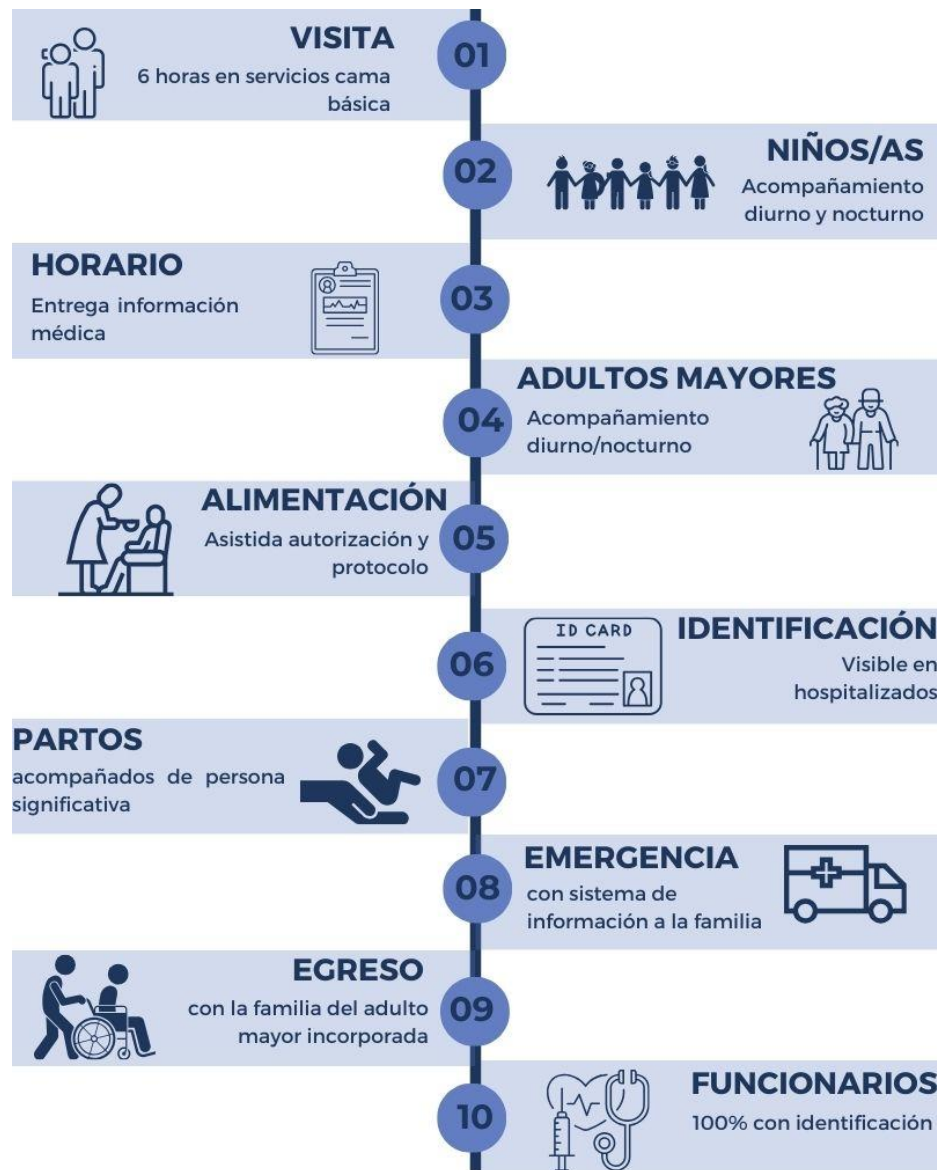 VISITA
6 horas en servicios cama
básica
01
02
NIÑOS/AS
Acompañamiento
diurno y nocturno
HORARIO
Entrega información
médica
03
ADULTOS MAYORES
04
Acompañamiento
diurno/nocturno
ALIMENTACIÓN
Asistida autorización y
protocolo
05
06
ID CARD
IDENTIFICACIÓN
Visible en
hospitalizados
PARTOS
acompañados de persona
significativa
07
08
EMERGENCIA
con sistema de
información a la familia
EGRESO
con la familia del adulto
mayor incorporada
09
10
FUNCIONARIOS
100% con identificación